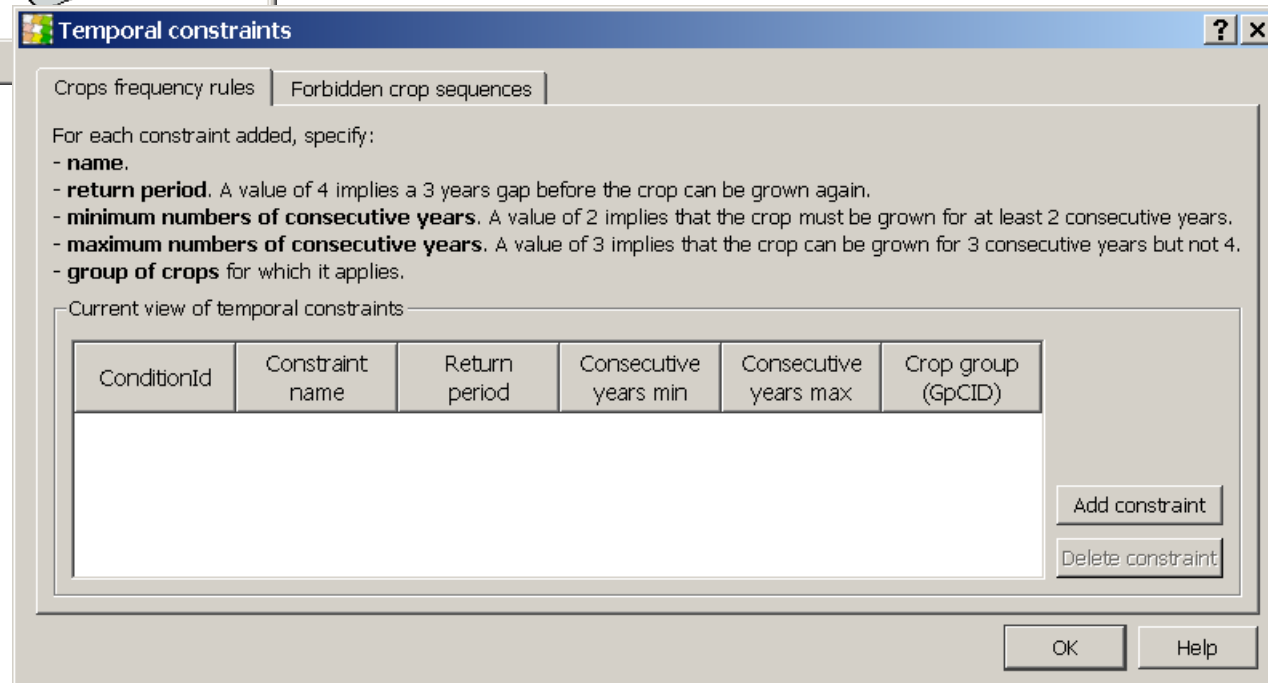 Temporal constraints
Crops frequency rules
Forbidden crop sequences
For each constraint added, specify:
- name.
- return period. A value of 4 implies a 3 years gap before the crop can be grown again.
- minimum numbers of consecutive years. A value of 2 implies that the crop must be grown for at least 2 consecutive years.
- maximum numbers of consecutive years. A value of 3 implies that the crop can be grown for 3 consecutive years but not 4.
- group of crops for which it applies.
Current view of temporal constraints
ConditionId
Constraint
name
Return
period
Consecutive
years min
Consecutive
years max
Crop group
(GpCID)
Add constraint
Delete constraint
OK
Help